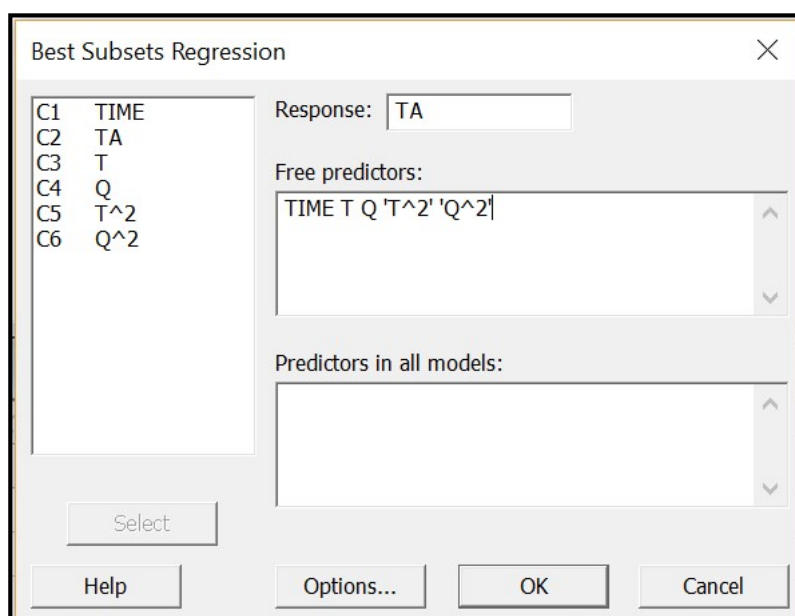 Best Subsets Regression
C1 TIME
C2 TA
C3 T
C4 Q
C5 T^2
C6 Q^2
Response: TA
Free predictors:
TIME T Q 'T^2' 'Q^2'
Predictors in all models:
Select
Help Options... OK Cancel